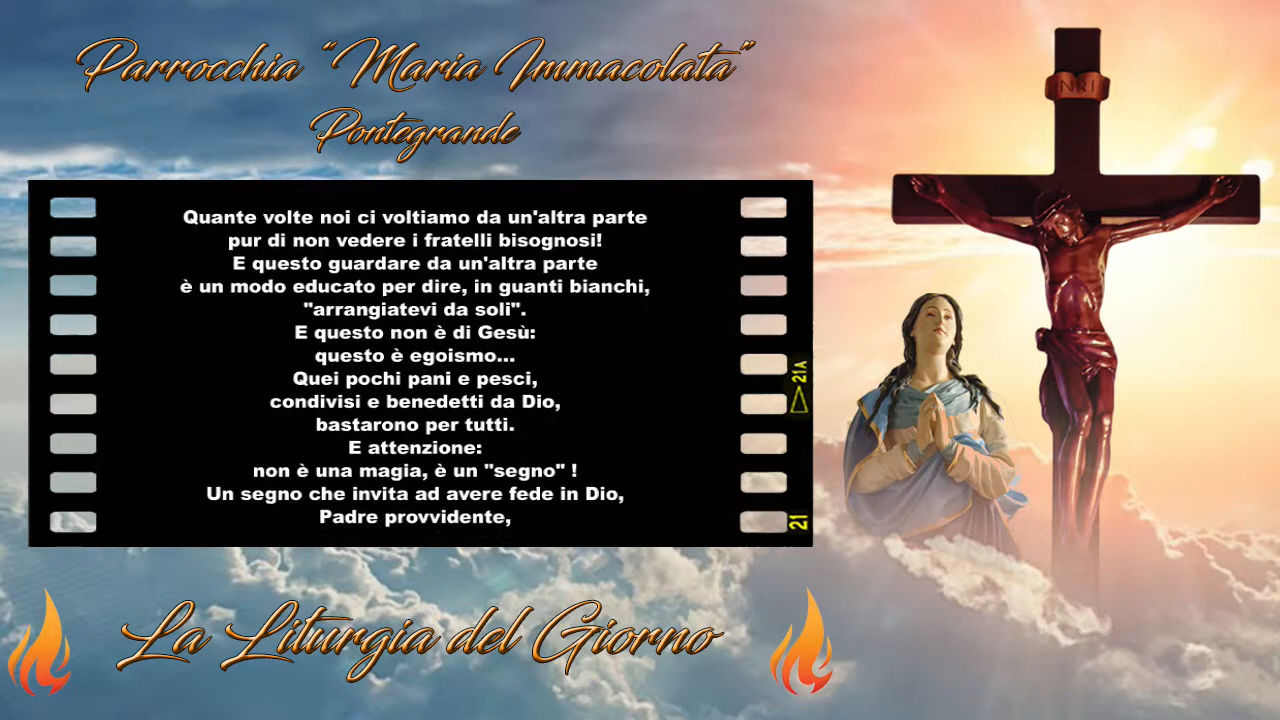 Parrocchia “Maria Immacolata”
Pontegrande
Quante volte noi ci voltiamo da un'altra parte
pur di non vedere i fratelli bisognosi!
E questo guardare da un'altra parte
è un modo educato per dire, in guanti bianchi,
"arrangiatevi da soli".
E questo non è di Gesù:
questo è egoismo...
Quei pochi pani e pesci,
condivisi e benedetti da Dio,
bastarono per tutti.
E attenzione:
non è una magia, è un "segno" !
Un segno che invita ad avere fede in Dio,
Padre provvidente,
21A
21
INRI
La Liturgia del Giorno